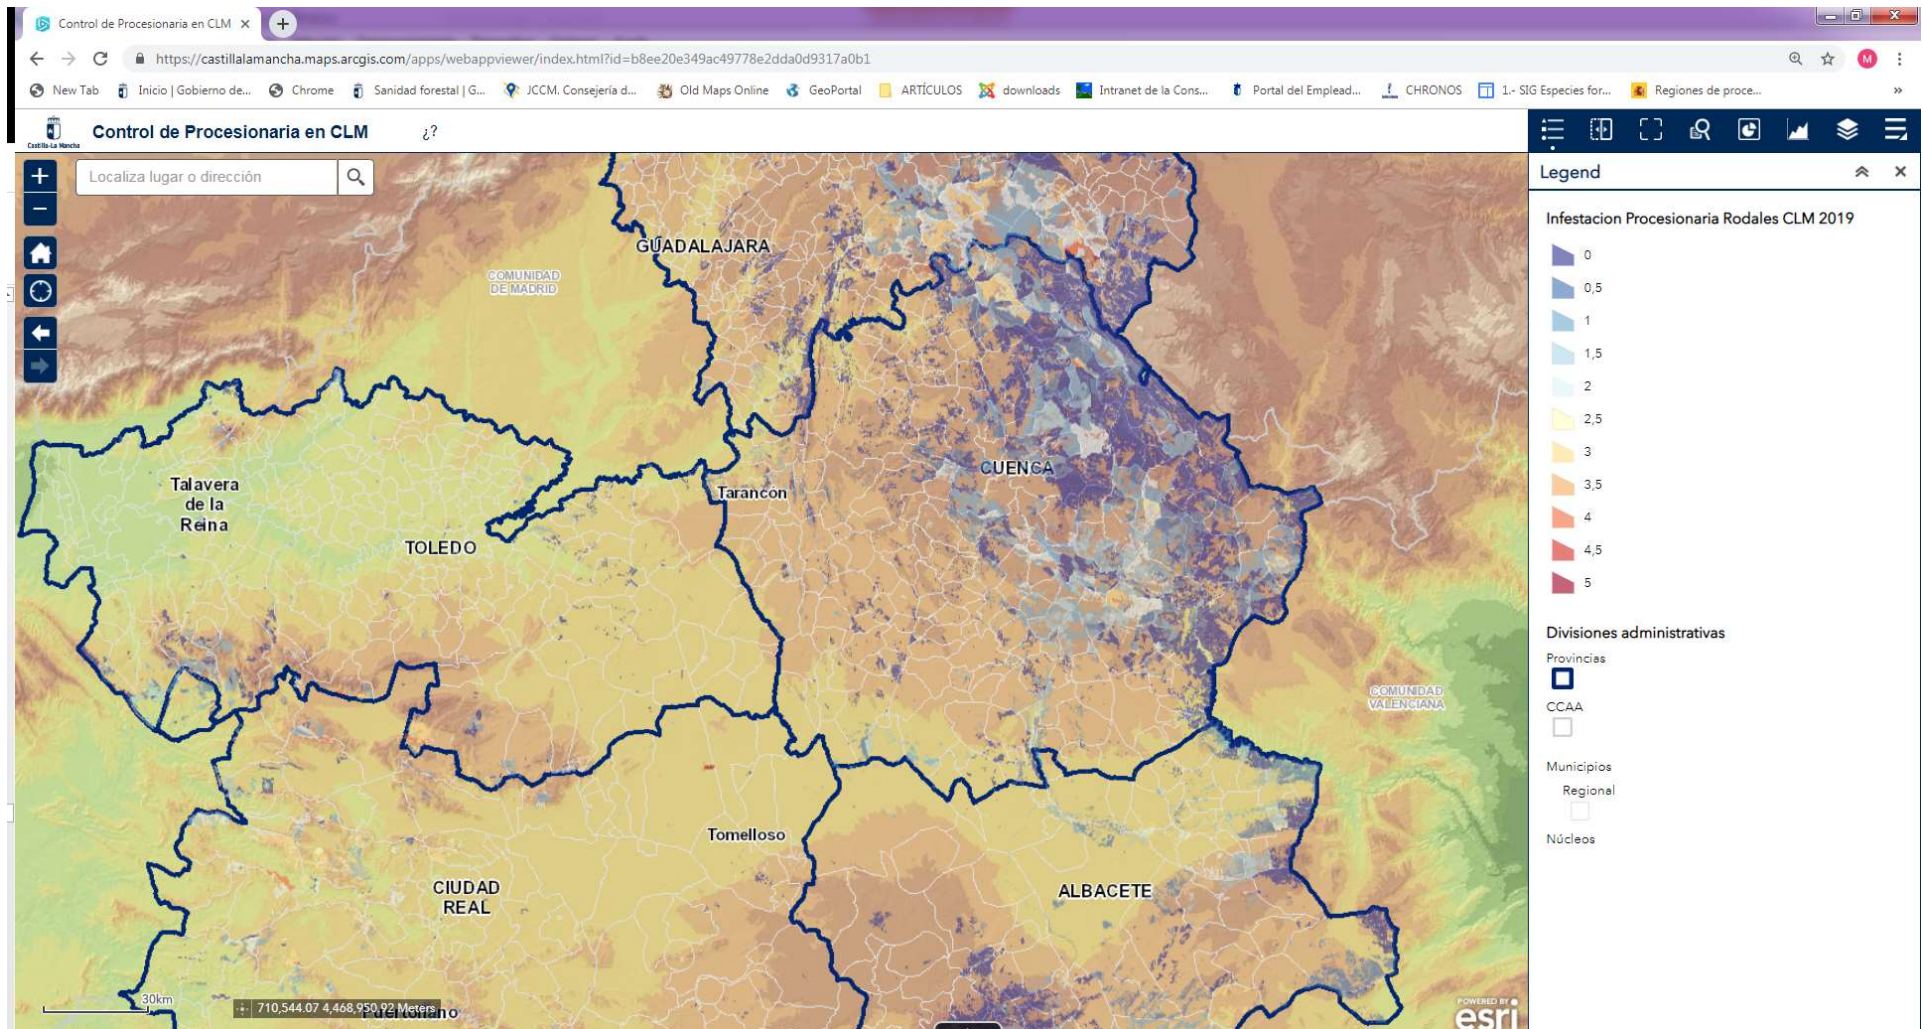 Control de Procesionaria en CLM
https://castillalamancha.maps.arcgis.com/apps/webappviewer/index.html?id=b8ee20e349ac49778e2dda0d9317a0b1
M
New Tab Inicio | Gobierno de... Chrome Sanidad forestal | G... JCCM. Consejería d... Old Maps Online GeoPortal ARTÍCULOS downloads Intranet de la Cons... Portal del Emplead... CHRONOS 1.- SIG Especies for... Regiones de proce... »
Castilla-La Mancha
Control de Procesionaria en CLM ¿?
Localiza lugar o dirección
GUADALAJARA
COMUNIDAD
DE MADRID
CUENCA
Talavera
de la
Reina
Tarancón
TOLEDO
COMUNIDAD
VALENCIANA
Tomelloso
CIUDAD
REAL
ALBACETE
30km
710,544.07 4,468,950.92 Meters
POWERED BY
esri
Legend
Infestacion Procesionaria Rodales CLM 2019
0
0,5
1
1,5
2
2,5
3
3,5
4
4,5
5
Divisiones administrativas
Provincias
CCAA
Municipios
Regional
Núcleos